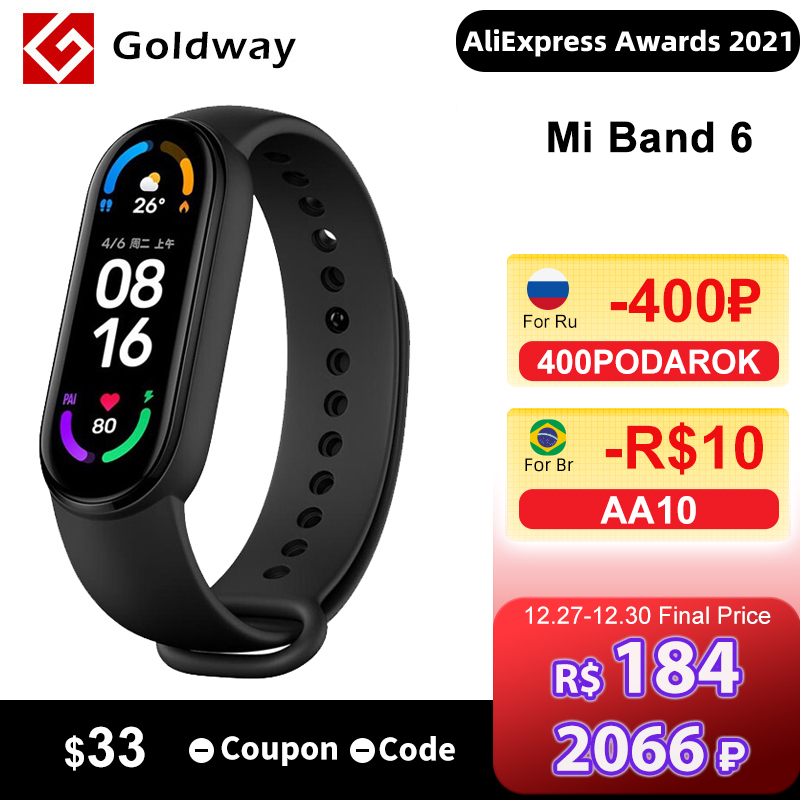 Goldway
AliExpress Awards 2021
Mi Band 6
26°
4/6 周二 上午
08
16
PAI
80
For Ru
-400₽
400PODAROK
For Br
-R$10
AA10
12.27-12.30 Final Price
R$ 184
2066 ₽
$33 Coupon Code